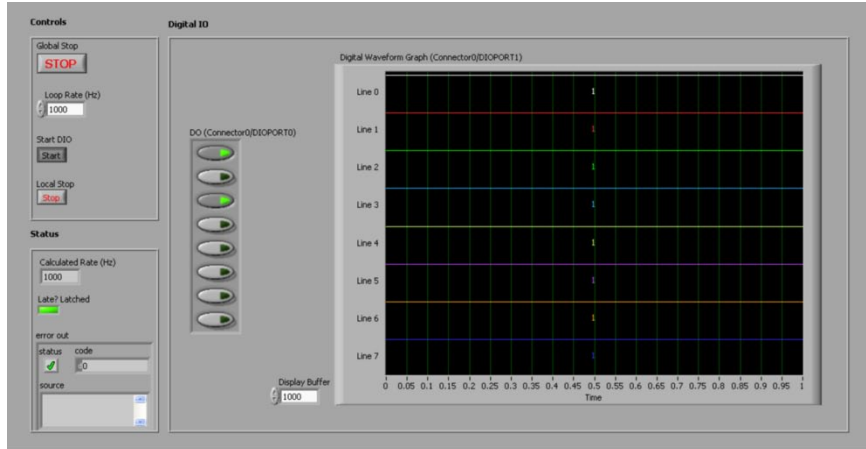 Controls
Digital IO
Global Stop
STOP
Loop Rate (Hz)
1000
Start DIO
Start
Local Stop
Stop
Status
Calculated Rate (Hz)
1000
Late? Latched
error out
status code
0
source
DO (Connector0/DIOPORT0)
Display Buffer
1000
Digital Waveform Graph (Connector0/DIOPORT1)
Line 0 1
Line 1 1
Line 2 1
Line 3 1
Line 4 1
Line 5 1
Line 6 1
Line 7 1
0 0.05 0.1 0.15 0.2 0.25 0.3 0.35 0.4 0.45 0.5 0.55 0.6 0.65 0.7 0.75 0.8 0.85 0.9 0.95 1
Time